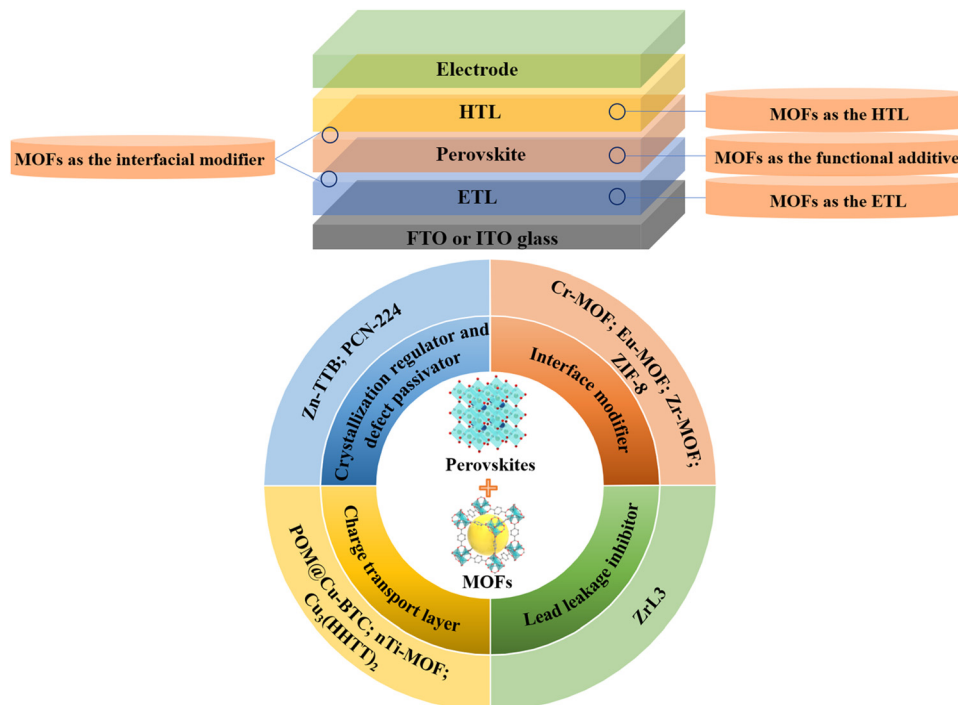 Electrode
HTL
MOFs as the HTL
MOFs as the interfacial modifier
Perovskite
MOFs as the functional additive
ETL
MOFs as the ETL
FTO or ITO glass
Zn-TTB; PCN-224
Crystallization regulator and
defect passivator
Cr-MOF; Eu-MOF; Zr-MOF;
ZIF-8
Interface modifier
Perovskites
+
MOFs
Charge transport layer
POM@Cu-BTC; nTi-MOF;
Cu₃(HHTT)₂
Lead leakage inhibitor
ZrL3